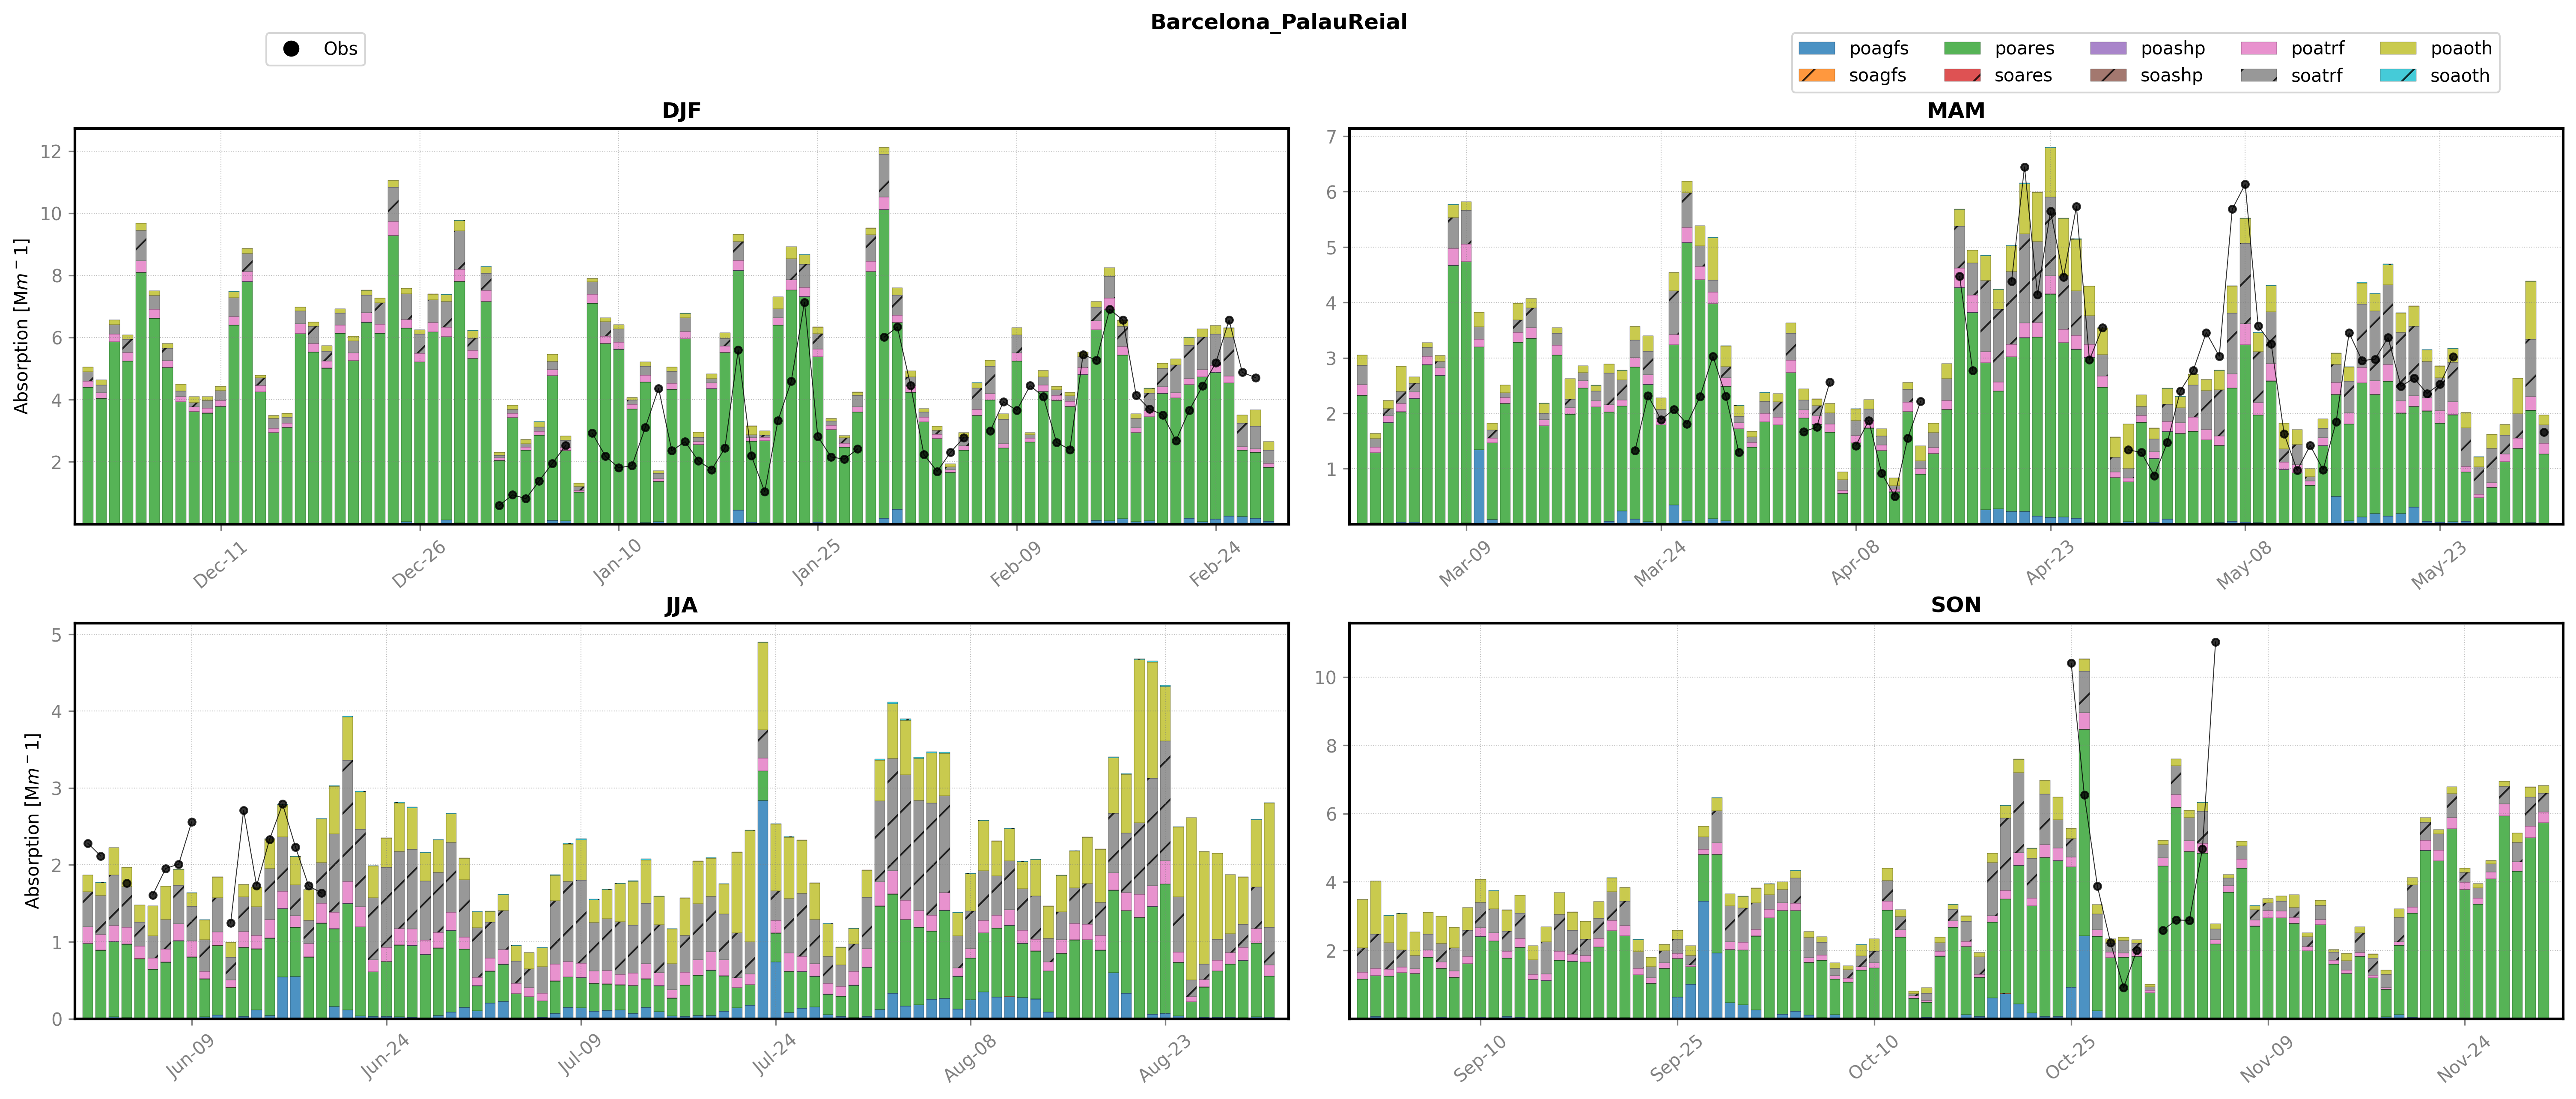 Barcelona_PalauReial
Obs
poagfs poares poashp poatrf poaoth
soagfs soares soashp soatrf soaoth
DJF
Absorption [Mm−1]
12
10
8
6
4
2
Dec-11 Dec-26 Jan-10 Jan-25 Feb-09 Feb-24
MAM
7
6
5
4
3
2
1
Mar-09 Mar-24 Apr-08 Apr-23 May-08 May-23
JJA
Absorption [Mm−1]
5
4
3
2
1
0
Jun-09 Jun-24 Jul-09 Jul-24 Aug-08 Aug-23
SON
10
8
6
4
2
Sep-10 Sep-25 Oct-10 Oct-25 Nov-09 Nov-24